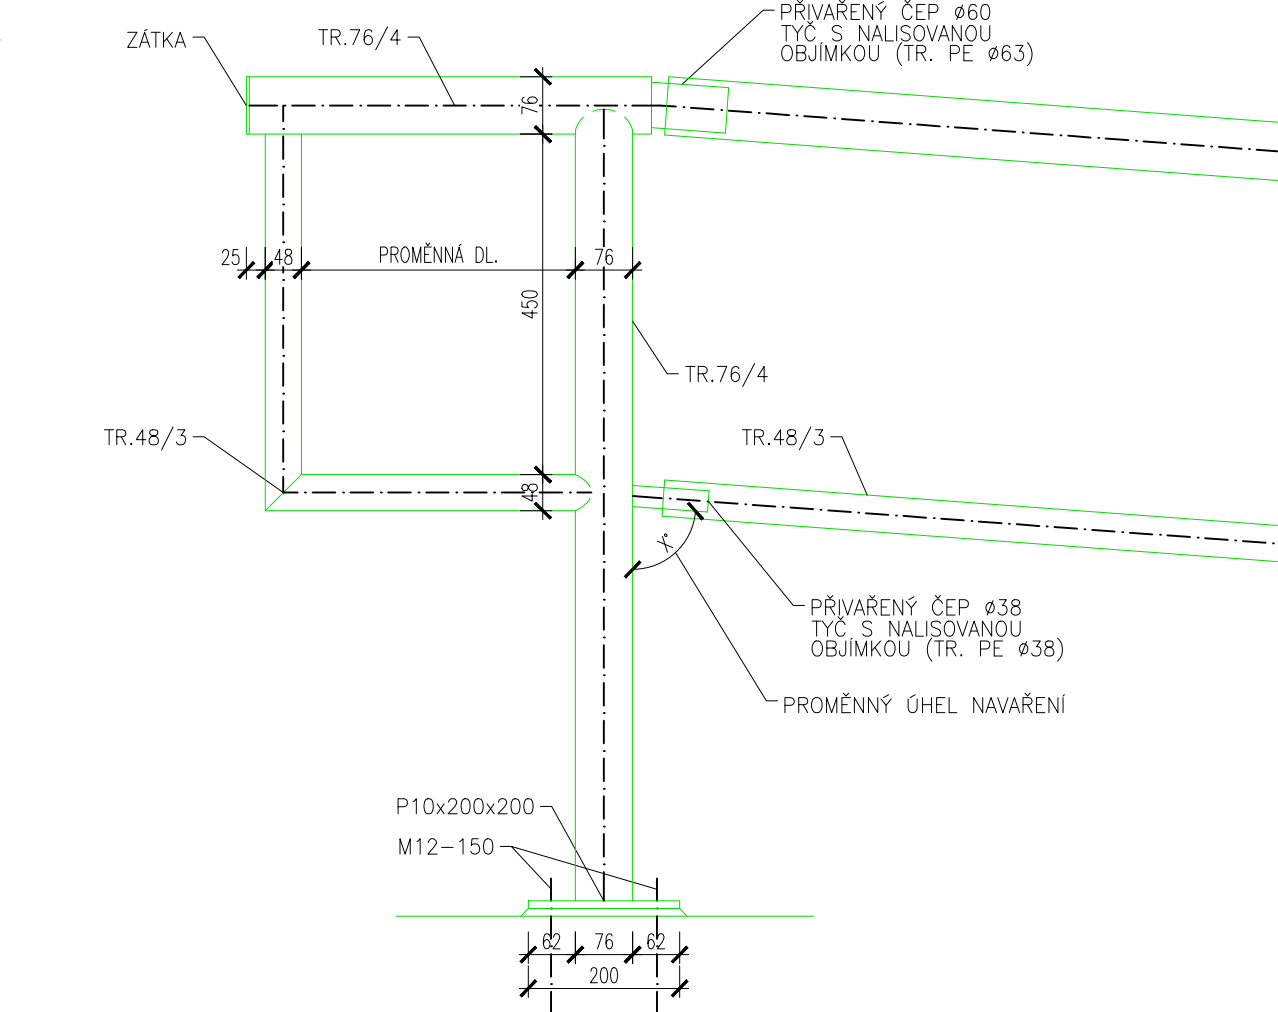 PŘIVAŘENÝ ČEP ø60
TYČ S NALISOVANOU
OBJÍMKOU (TR. PE ø63)
ZÁTKA
TR.76/4
76
25
48
PROMĚNNÁ DL.
76
450
TR.76/4
TR.48/3
TR.48/3
48
X°
PŘIVAŘENÝ ČEP ø38
TYČ S NALISOVANOU
OBJÍMKOU (TR. PE ø38)
PROMĚNNÝ ÚHEL NAVAŘENÍ
P10x200x200
M12-150
62
76
62
200